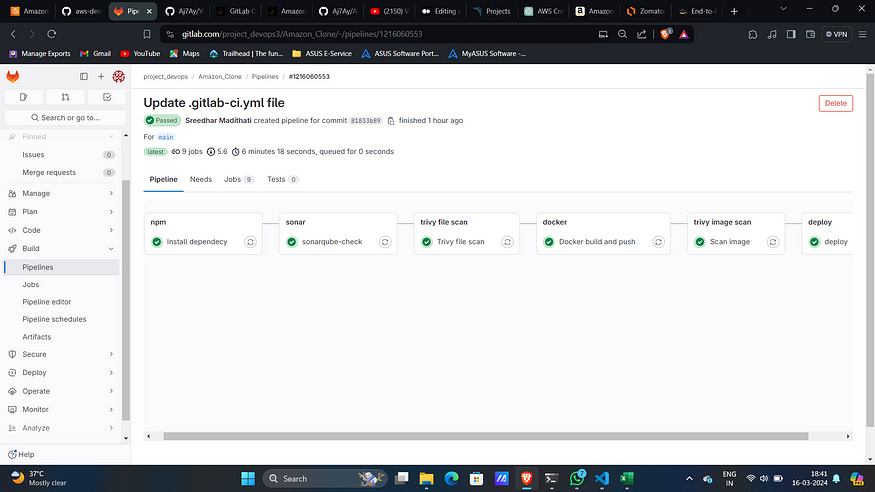 Amazon
aws-dev
Pipe
Aj7Ay/Y
GitLab C
Amazon
Aj7Ay/A
(2150) V
Editing
Projects
AWS Cre
Amazon
Zomato
End-to-
gitlab.com/project_devops3/Amazon_Clone/-/pipelines/1216060553
VPN
Manage Exports
Gmail
YouTube
Maps
Trailhead | The fun...
ASUS E-Service
ASUS Software Port...
MyASUS Software -...
project_devops / Amazon_Clone / Pipelines / #1216060553
Search or go to...
Pinned
Issues 0
Merge requests 0
Manage
Plan
Code
Build
Pipelines
Jobs
Pipeline editor
Pipeline schedules
Artifacts
Secure
Deploy
Operate
Monitor
Analyze
Help
Update .gitlab-ci.yml file
Delete
Passed Sreedhar Madithati created pipeline for commit 81833b89 finished 1 hour ago
For main
latest 9 jobs 5.6 6 minutes 18 seconds, queued for 0 seconds
Pipeline Needs Jobs 9 Tests 0
npm
Install dependecy
sonar
sonarqube-check
trivy file scan
Trivy file scan
docker
Docker build and push
trivy image scan
Scan image
deploy
deploy
37°C
Mostly clear
Search
7
ENG
IN
18:41
16-03-2024